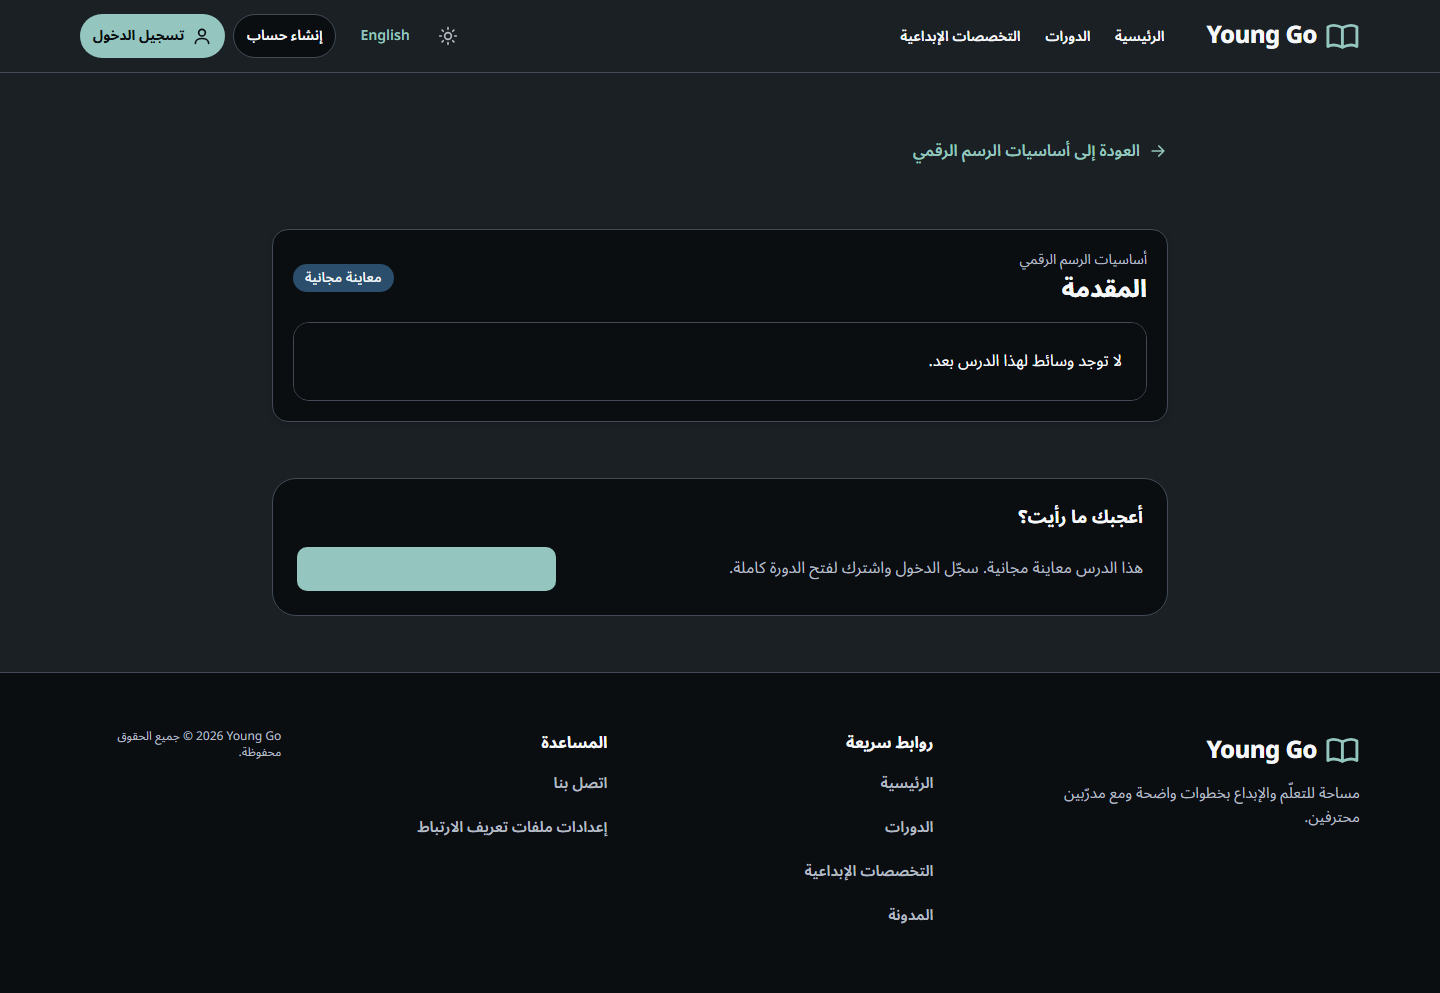 Young Go
الرئيسية
الدورات
التخصصات الإبداعية
English
إنشاء حساب
تسجيل الدخول
العودة إلى أساسيات الرسم الرقمي
أساسيات الرسم الرقمي
المقدمة
معاينة مجانية
لا توجد وسائط لهذا الدرس بعد.
أعجبك ما رأيت؟
هذا الدرس معاينة مجانية. سجّل الدخول واشترك لفتح الدورة كاملة.
Young Go
مساحة للتعلّم والإبداع بخطوات واضحة ومع مدرّبين
محترفين.
روابط سريعة
الرئيسية
الدورات
التخصصات الإبداعية
المدونة
المساعدة
اتصل بنا
إعدادات ملفات تعريف الارتباط
Young Go 2026 © جميع الحقوق
محفوظة.